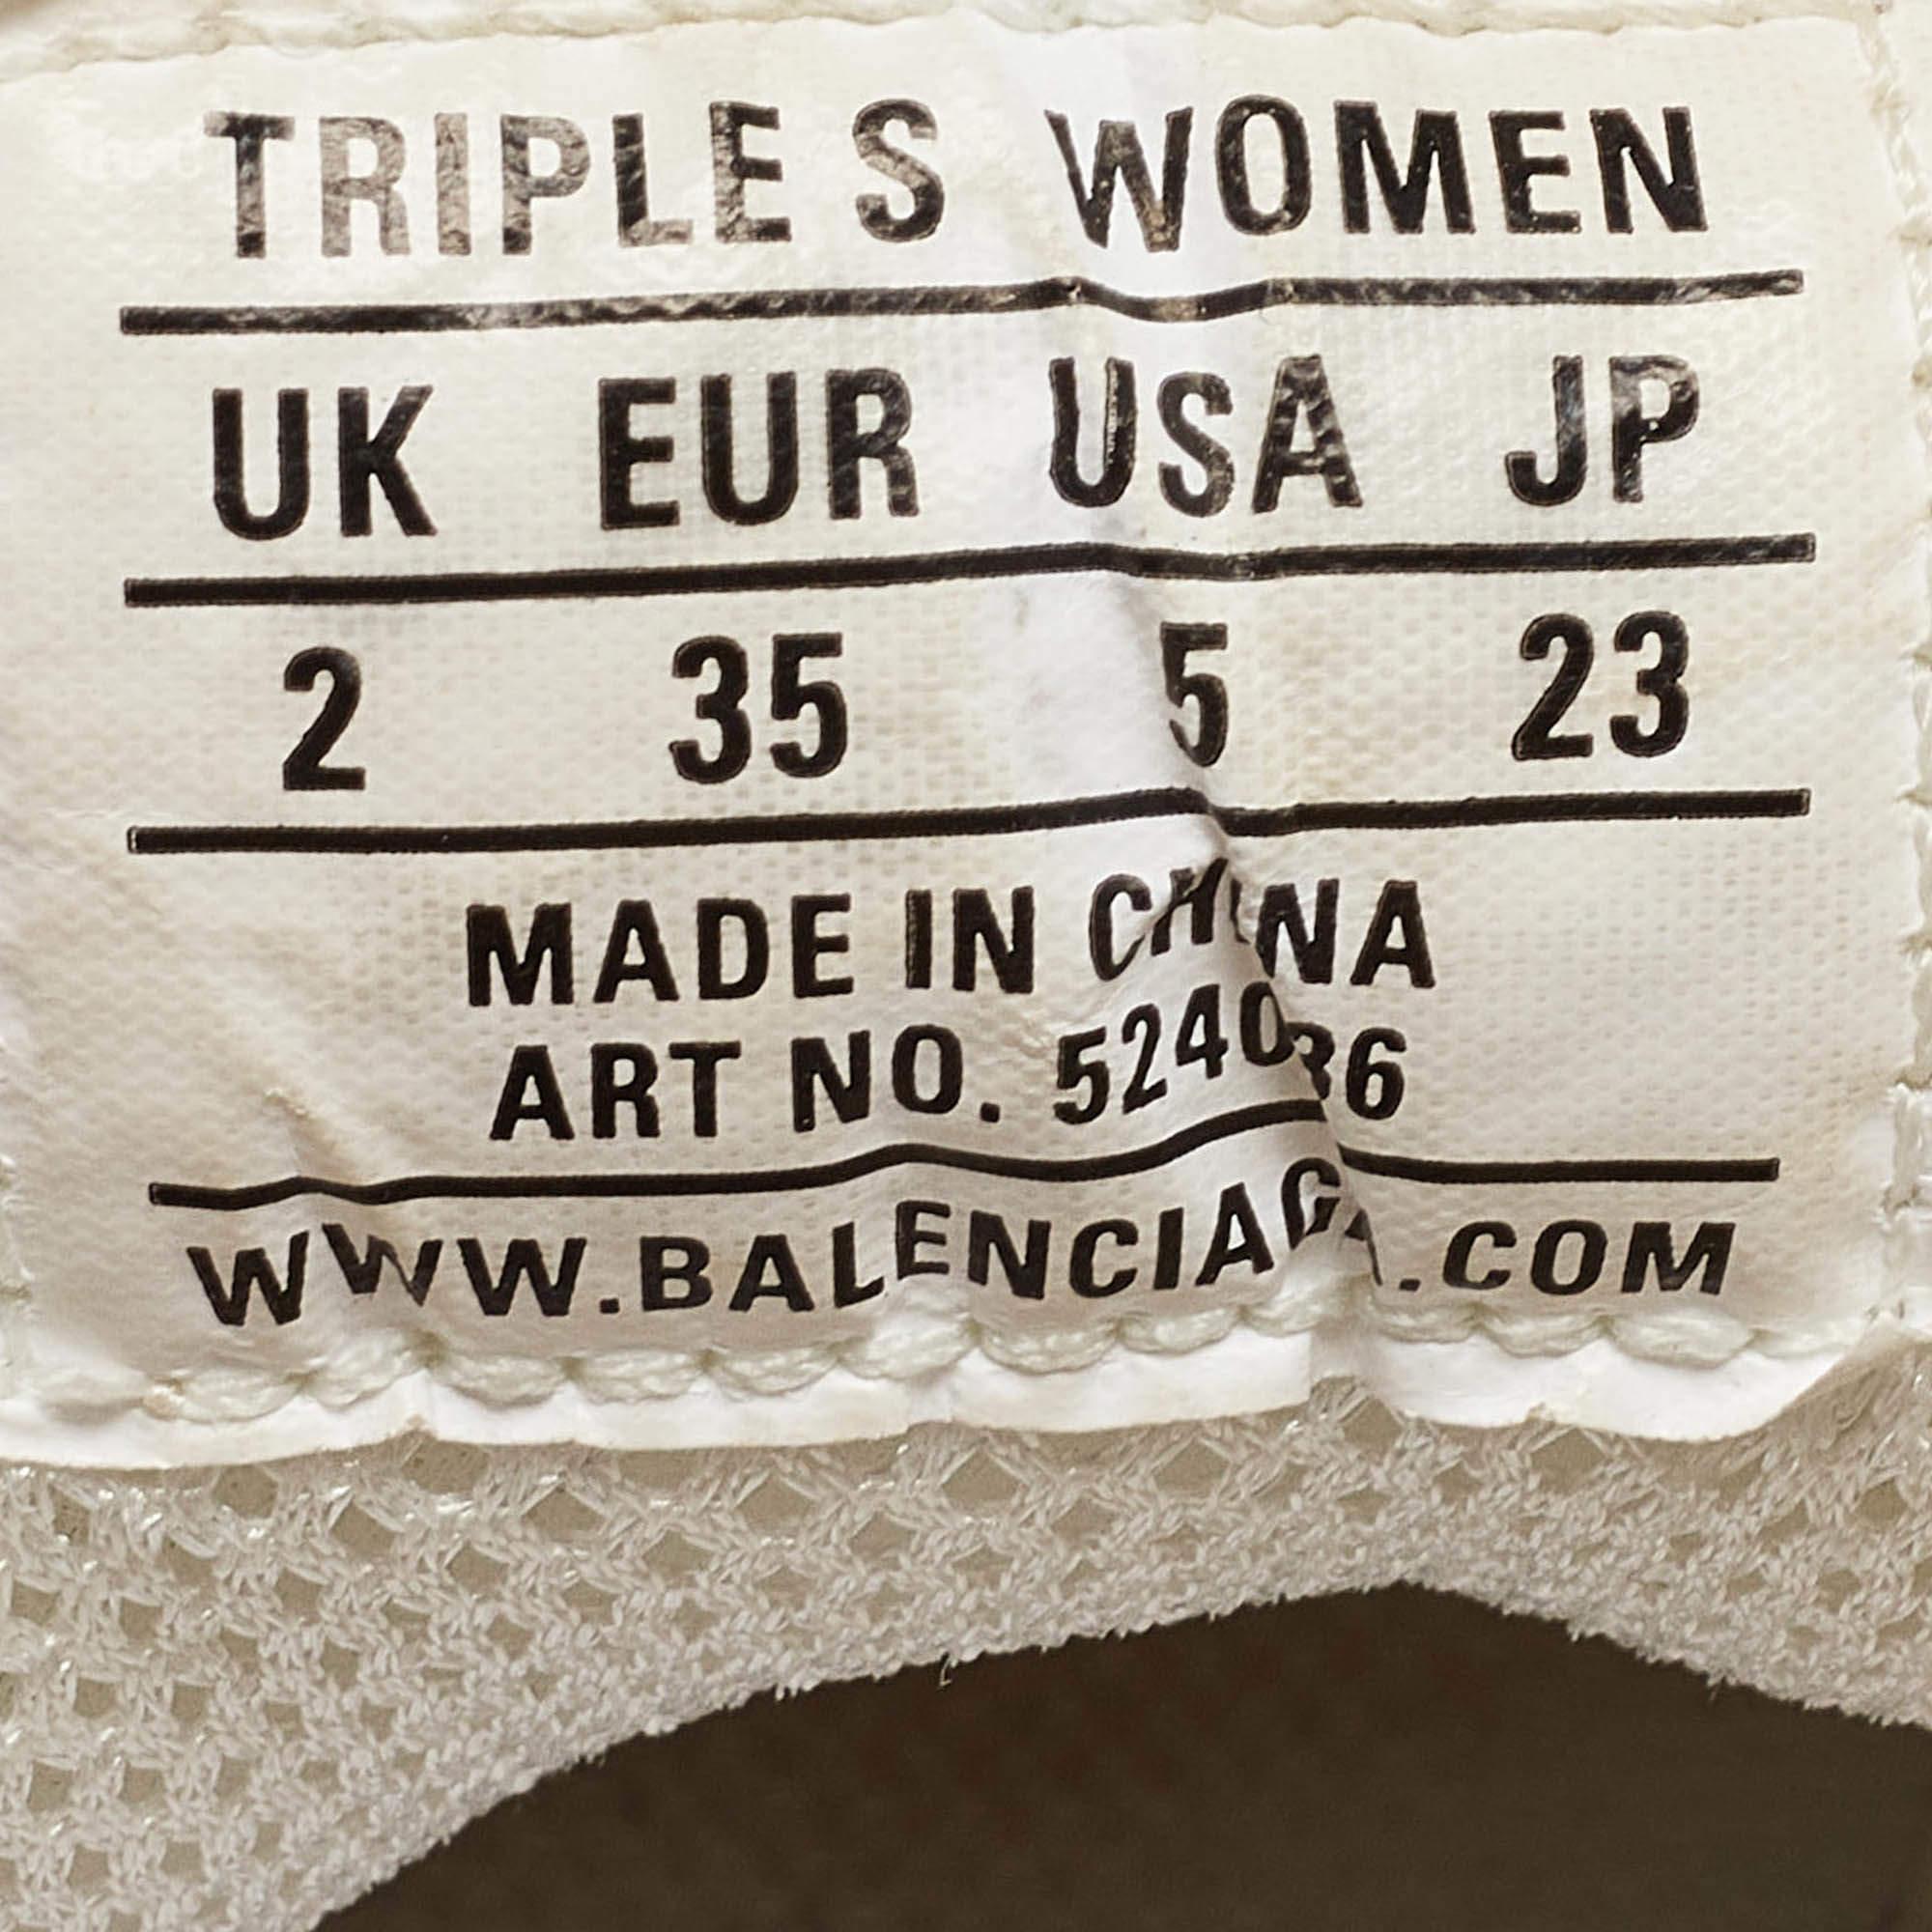 TRIPLE S WOMEN
UK EUR USA JP
2 35 5 23
MADE IN CHINA
ART NO. 524036
WWW.BALENCIAGA.COM